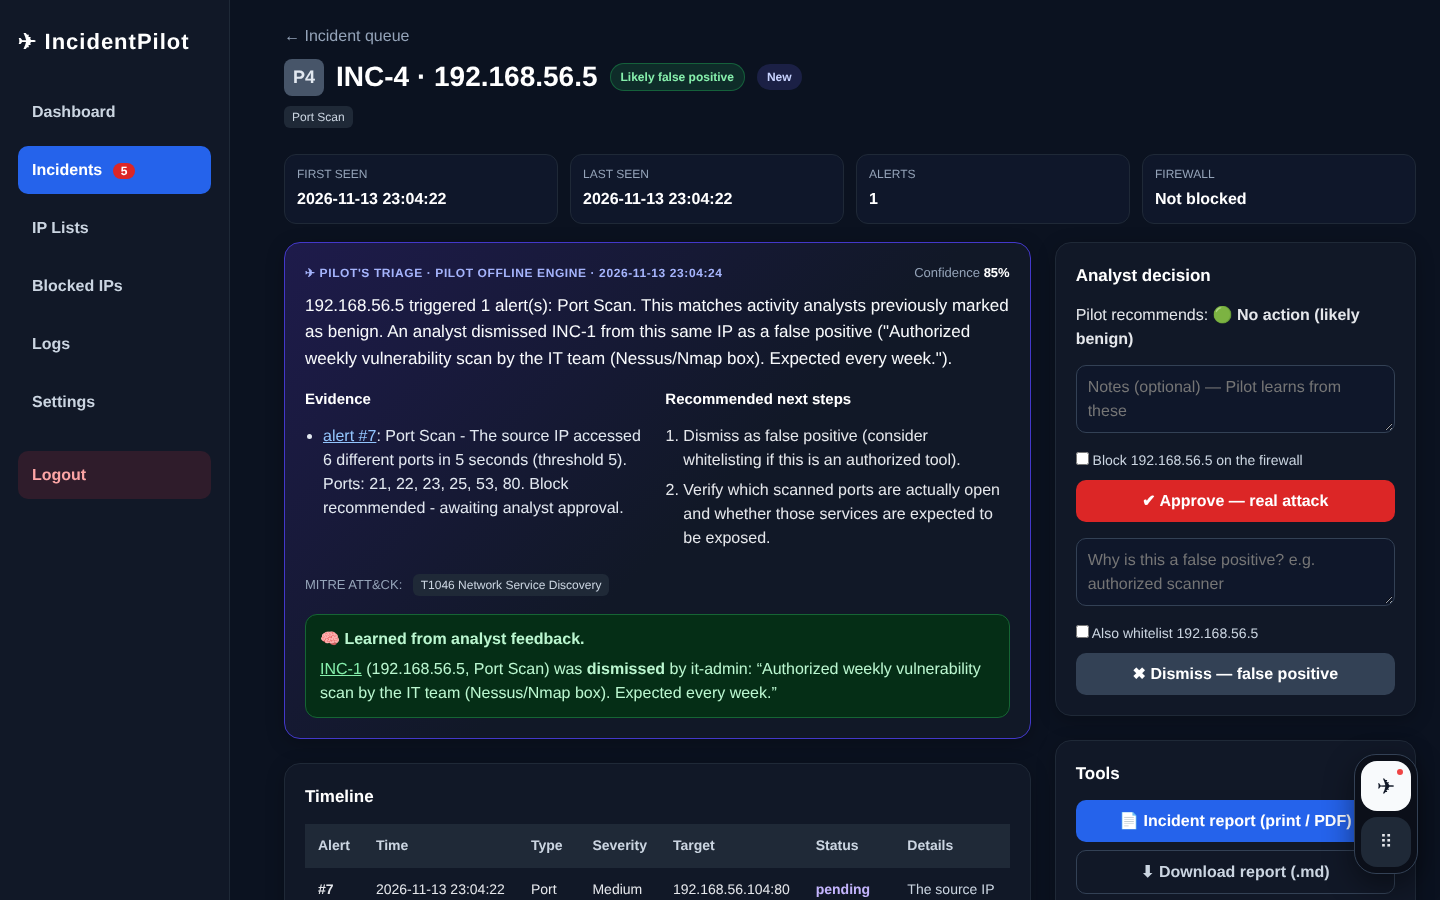 ✈ IncidentPilot
Dashboard
Incidents 5
IP Lists
Blocked IPs
Logs
Settings
Logout
← Incident queue
P4 INC-4 · 192.168.56.5 Likely false positive New
Port Scan
FIRST SEEN
2026-11-13 23:04:22
LAST SEEN
2026-11-13 23:04:22
ALERTS
1
FIREWALL
Not blocked
✈ PILOT'S TRIAGE · PILOT OFFLINE ENGINE · 2026-11-13 23:04:24
Confidence 85%
192.168.56.5 triggered 1 alert(s): Port Scan. This matches activity analysts previously marked
as benign. An analyst dismissed INC-1 from this same IP as a false positive ("Authorized
weekly vulnerability scan by the IT team (Nessus/Nmap box). Expected every week.").
Evidence
• alert #7: Port Scan - The source IP accessed
6 different ports in 5 seconds (threshold 5).
Ports: 21, 22, 23, 25, 53, 80. Block
recommended - awaiting analyst approval.
Recommended next steps
1. Dismiss as false positive (consider
whitelisting if this is an authorized tool).
2. Verify which scanned ports are actually open
and whether those services are expected to
be exposed.
MITRE ATT&CK: T1046 Network Service Discovery
🧠 Learned from analyst feedback.
INC-1 (192.168.56.5, Port Scan) was dismissed by it-admin: “Authorized weekly vulnerability
scan by the IT team (Nessus/Nmap box). Expected every week.”
Timeline
Alert Time Type Severity Target Status Details
#7 2026-11-13 23:04:22 Port Medium 192.168.56.104:80 pending The source IP
Analyst decision
Pilot recommends: 🟢 No action (likely
benign)
Notes (optional) — Pilot learns from
these
Block 192.168.56.5 on the firewall
✔ Approve — real attack
Why is this a false positive? e.g.
authorized scanner
Also whitelist 192.168.56.5
✖ Dismiss — false positive
Tools
📄 Incident report (print / PDF)
⬇ Download report (.md)